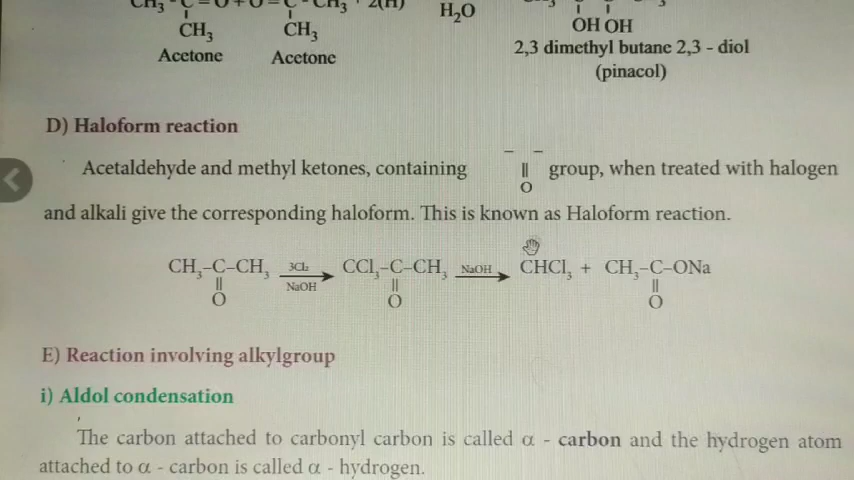 CH₃ - C = O + O = C - CH₃ + 2(H)
H₂O
CH₃ CH₃
OH OH
Acetone Acetone
2,3 dimethyl butane 2,3 - diol
(pinacol)
D) Haloform reaction
Acetaldehyde and methyl ketones, containing || group, when treated with halogen
O
and alkali give the corresponding haloform. This is known as Haloform reaction.
CH₃–C–CH₃ 3Cl₂ NaOH CCl₃–C–CH₃ NaOH CHCl₃ + CH₃–C–ONa
|| || ||
O O O
E) Reaction involving alkylgroup
i) Aldol condensation
The carbon attached to carbonyl carbon is called α - carbon and the hydrogen atom
attached to α - carbon is called α - hydrogen.